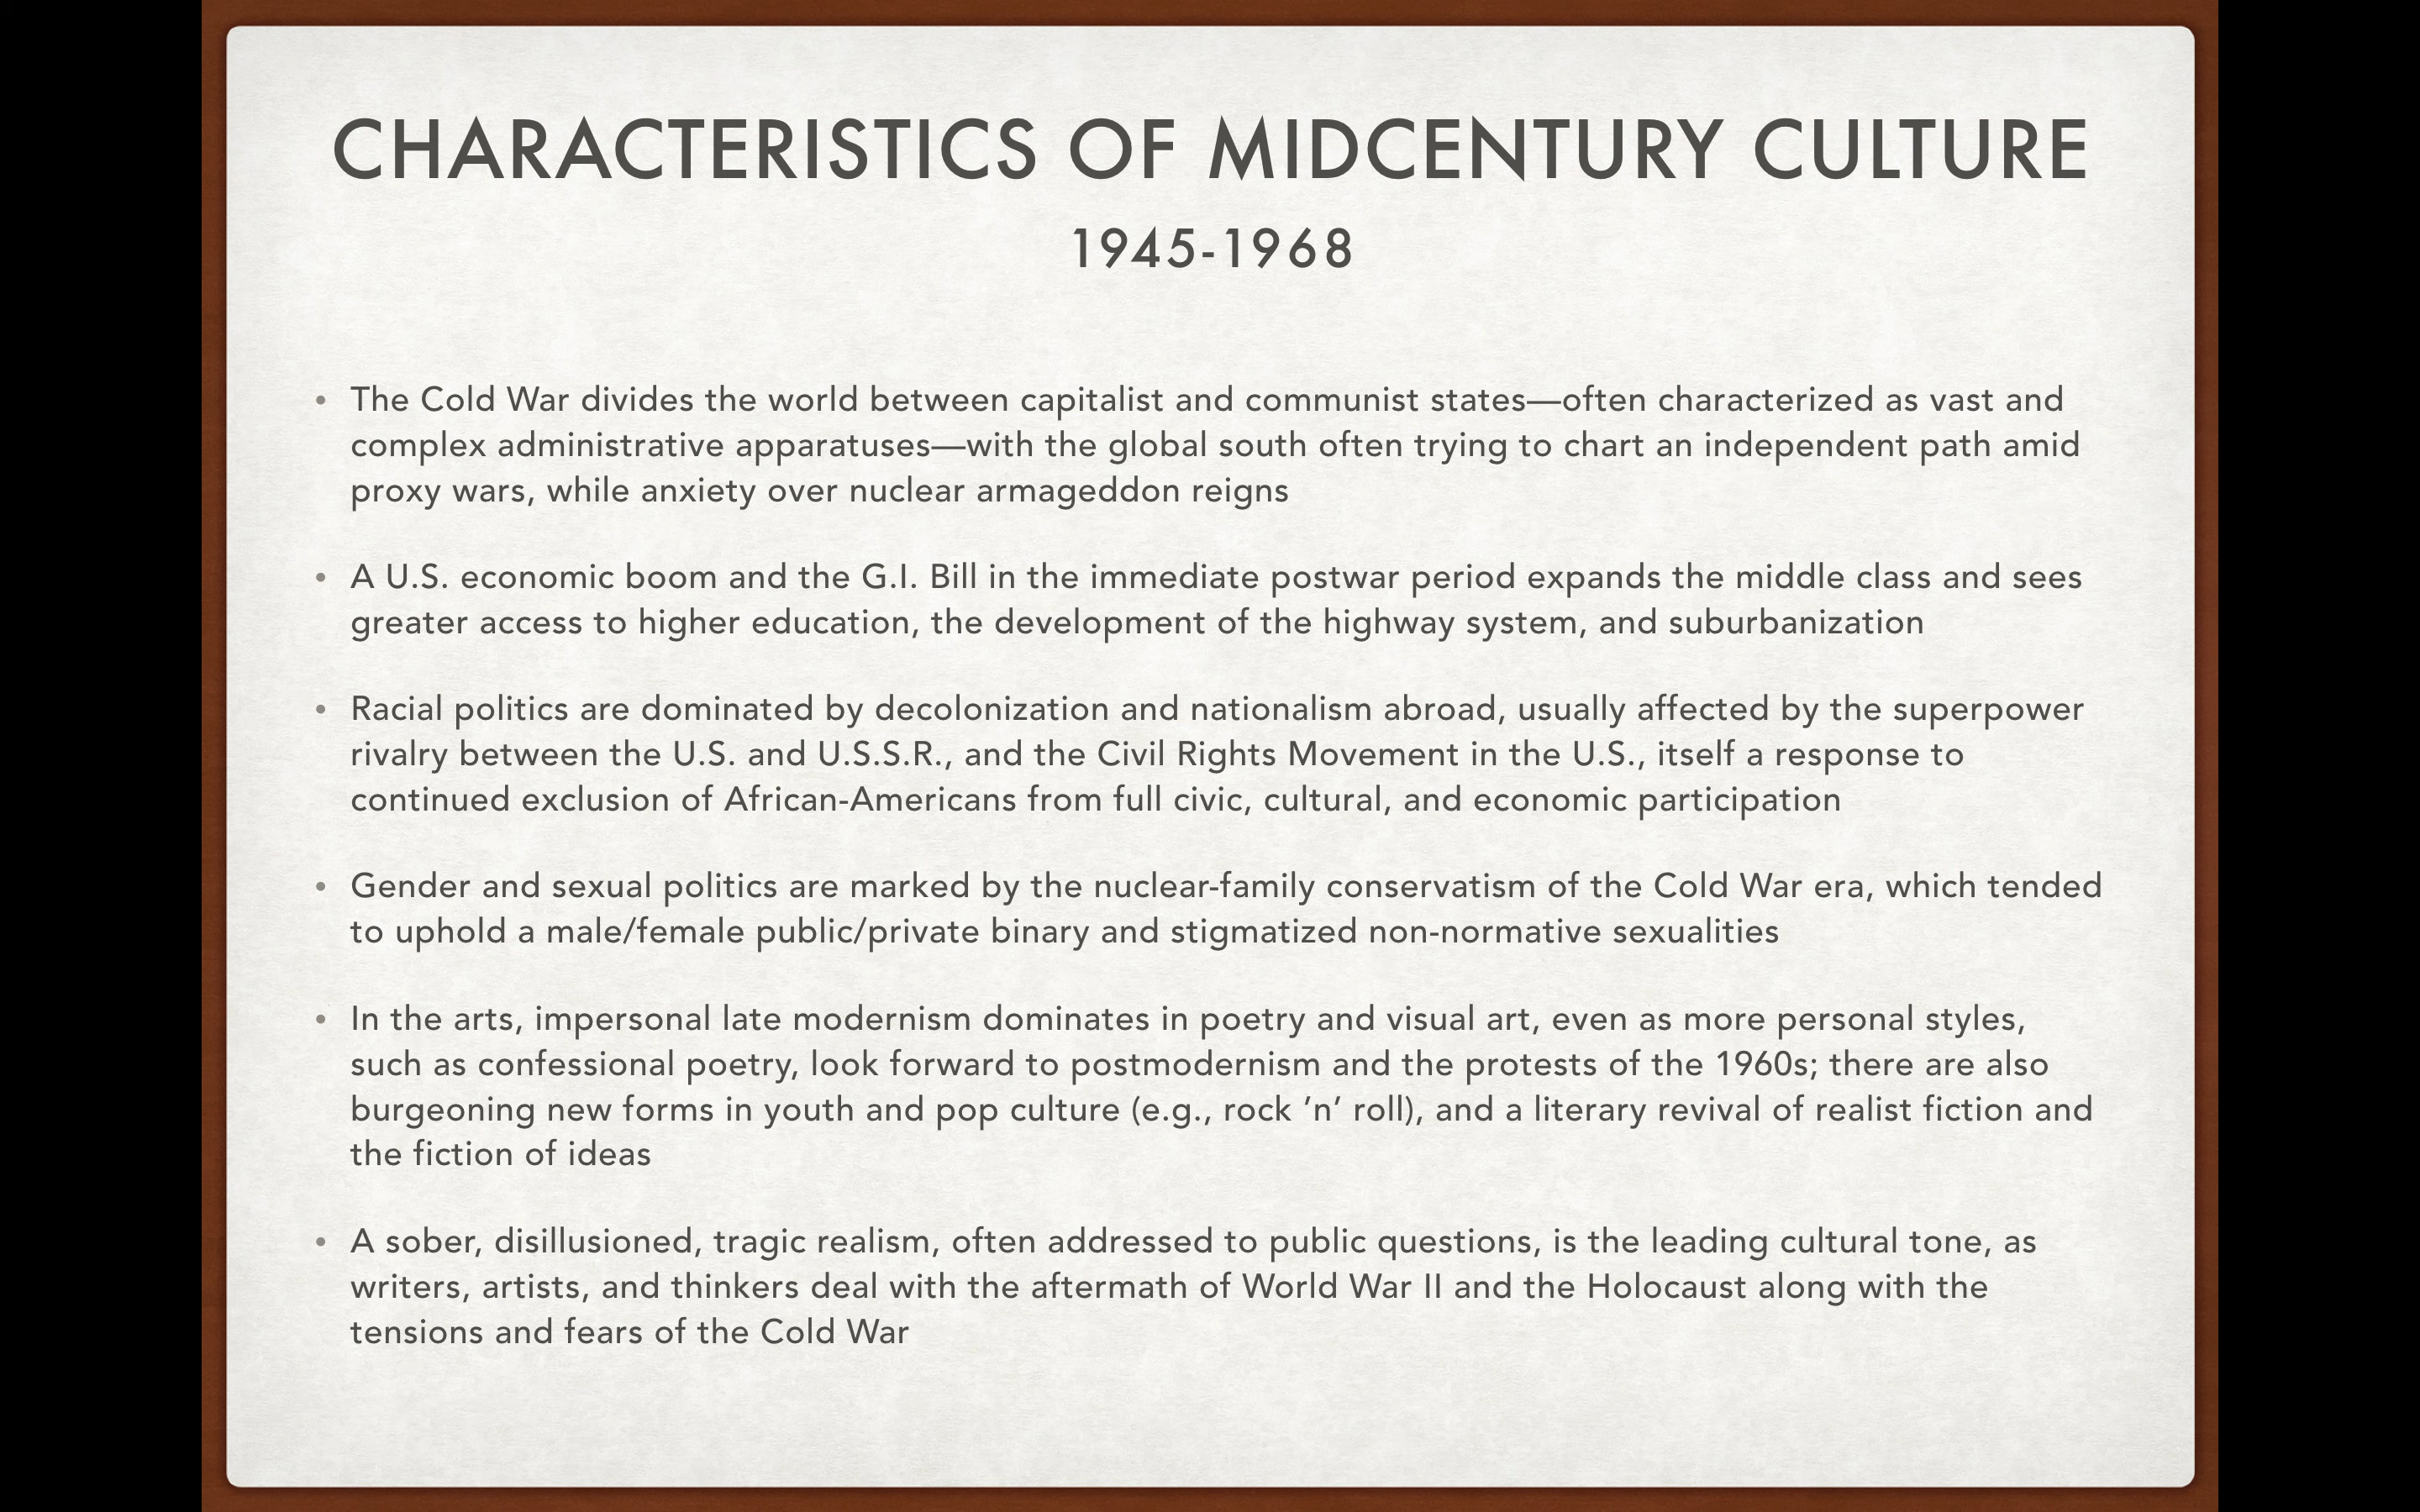 CHARACTERISTICS OF MIDCENTURY CULTURE
1945-1968
• The Cold War divides the world between capitalist and communist states—often characterized as vast and
complex administrative apparatuses—with the global south often trying to chart an independent path amid
proxy wars, while anxiety over nuclear armageddon reigns
• A U.S. economic boom and the G.I. Bill in the immediate postwar period expands the middle class and sees
greater access to higher education, the development of the highway system, and suburbanization
• Racial politics are dominated by decolonization and nationalism abroad, usually affected by the superpower
rivalry between the U.S. and U.S.S.R., and the Civil Rights Movement in the U.S., itself a response to
continued exclusion of African-Americans from full civic, cultural, and economic participation
• Gender and sexual politics are marked by the nuclear-family conservatism of the Cold War era, which tended
to uphold a male/female public/private binary and stigmatized non-normative sexualities
• In the arts, impersonal late modernism dominates in poetry and visual art, even as more personal styles,
such as confessional poetry, look forward to postmodernism and the protests of the 1960s; there are also
burgeoning new forms in youth and pop culture (e.g., rock ’n’ roll), and a literary revival of realist fiction and
the fiction of ideas
• A sober, disillusioned, tragic realism, often addressed to public questions, is the leading cultural tone, as
writers, artists, and thinkers deal with the aftermath of World War II and the Holocaust along with the
tensions and fears of the Cold War